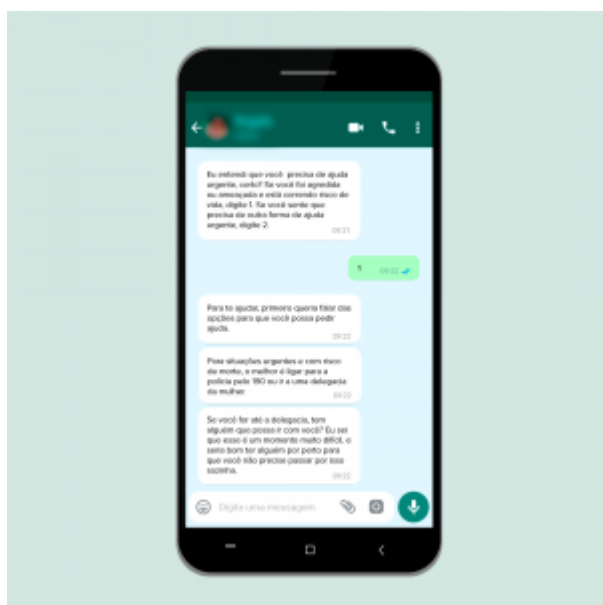 Eu entendi que você precisa de ajuda
urgente, certo? Se você foi agredida
ou ameaçada e está correndo risco de
vida, digite 1. Se você sente que
precisa de outra forma de ajuda
urgente, digite 2.
09:21
1 09:22
Para te ajudar, primeiro queria falar das
opções para que você possa pedir
ajuda.
09:22
Para situações urgentes e com risco
de morte, o melhor é ligar para a
polícia pelo 190 ou ir a uma delegacia
da mulher.
09:22
Se você for até a delegacia, tem
alguém que possa ir com você? Eu sei
que esse é um momento muito difícil, e
seria bom ter alguém por perto para
que você não precise passar por isso
sozinha.
09:22
Digite uma mensagem